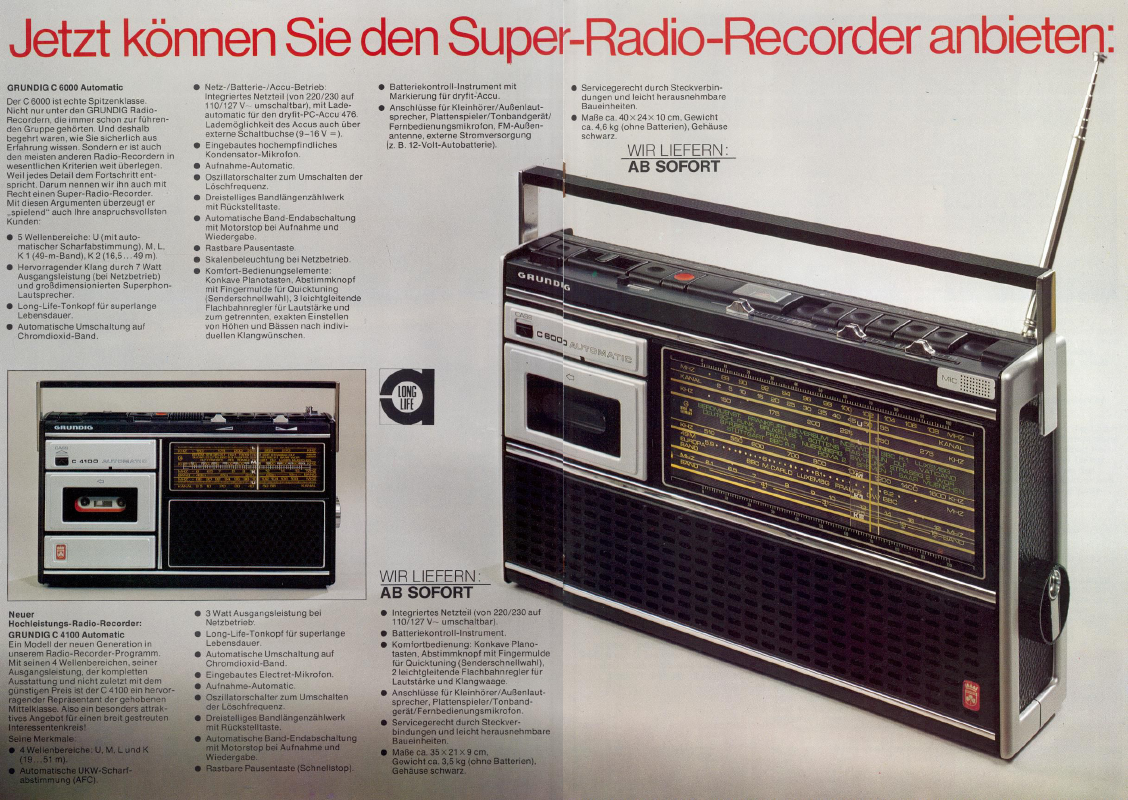 Jetzt können Sie den Super-Radio-Recorder anbieten:
GRUNDIG C 6000 Automatic
Der C 6000 ist echte Spitzenklasse.
Nicht nur unter den GRUNDIG Radio-
Recordern, die immer schon zur führen-
den Gruppe gehörten. Und deshalb
begehrt waren, wie Sie sicherlich aus
Erfahrung wissen. Sondern er ist auch
den meisten anderen Radio-Recordern in
wesentlichen Kriterien weit überlegen.
Weil jedes Detail dem Fortschritt ent-
spricht. Darum nennen wir ihn auch mit
Recht einen Super-Radio-Recorder.
Mit diesen Argumenten überzeugt er
„spielend" auch Ihre anspruchsvollsten
Kunden:
● 5 Wellenbereiche: U (mit auto-
matischer Scharfabstimmung), M, L,
K 1 (49-m-Band), K 2 (16,5...49 m).
● Hervorragender Klang durch 7 Watt
Ausgangsleistung (bei Netzbetrieb)
und großdimensionierten Superphon-
Lautsprecher.
● Long-Life-Tonkopf für superlange
Lebensdauer.
● Automatische Umschaltung auf
Chromdioxid-Band.
● Netz-/Batterie-/Accu-Betrieb:
Integriertes Netzteil (von 220/230 auf
110/127 V~ umschaltbar), mit Lade-
automatic für den dryfit-PC-Accu 476.
Lademöglichkeit des Accus auch über
externe Schaltbuchse (9–16 V =).
● Eingebautes hochempfindliches
Kondensator-Mikrofon.
● Aufnahme-Automatic.
● Oszillatorschalter zum Umschalten der
Löschfrequenz.
● Dreistelliges Bandlängenzählwerk
mit Rückstelltaste.
● Automatische Band-Endabschaltung
mit Motorstop bei Aufnahme und
Wiedergabe.
● Rastbare Pausentaste.
● Skalenbeleuchtung bei Netzbetrieb.
● Komfort-Bedienungselemente:
Konkave Planotasten, Abstimmknopf
mit Fingermulde für Quicktuning
(Senderschnellwahl), 3 leichtgleitende
Flachbahnregler für Lautstärke und
zum getrennten, exakten Einstellen
von Höhen und Bässen nach indivi-
duellen Klangwünschen.
● Batteriekontroll-Instrument mit
Markierung für dryfit-Accu.
● Anschlüsse für Kleinhörer/Außenlaut-
sprecher, Plattenspieler/Tonbandgerät/
Fernbedienungsmikrofon, FM-Außen-
antenne, externe Stromversorgung
(z. B. 12-Volt-Autobatterie).
● Servicegerecht durch Steckverbin-
dungen und leicht herausnehmbare
Baueinheiten.
● Maße ca. 40 × 24 × 10 cm, Gewicht
ca. 4,6 kg (ohne Batterien), Gehäuse
schwarz.
WIR LIEFERN:
AB SOFORT
GRUNDIG
CASS
C 6000 AUTOMATIC
MIC
LONG
LIFE
GRUNDIG
C 4100 AUTOMATIC
WIR LIEFERN:
AB SOFORT
Neuer
Hochleistungs-Radio-Recorder:
GRUNDIG C 4100 Automatic
Ein Modell der neuen Generation in
unserem Radio-Recorder-Programm.
Mit seinen 4 Wellenbereichen, seiner
Ausgangsleistung, der kompletten
Ausstattung und nicht zuletzt mit dem
günstigen Preis ist der C 4100 ein hervor-
ragender Repräsentant der gehobenen
Mittelklasse. Also ein besonders attrak-
tives Angebot für einen breit gestreuten
Interessentenkreis!
Seine Merkmale:
● 4 Wellenbereiche: U, M, L und K
(19...51 m).
● Automatische UKW-Scharf-
abstimmung (AFC).
● 3 Watt Ausgangsleistung bei
Netzbetrieb.
● Long-Life-Tonkopf für superlange
Lebensdauer.
● Automatische Umschaltung auf
Chromdioxid-Band.
● Eingebautes Electret-Mikrofon.
● Aufnahme-Automatic.
● Oszillatorschalter zum Umschalten
der Löschfrequenz.
● Dreistelliges Bandlängenzählwerk
mit Rückstelltaste.
● Automatische Band-Endabschaltung
mit Motorstop bei Aufnahme und
Wiedergabe.
● Rastbare Pausentaste (Schnellstop).
● Integriertes Netzteil (von 220/230 auf
110/127 V~ umschaltbar).
● Batteriekontroll-Instrument.
● Komfortbedienung: Konkave Plano-
tasten, Abstimmknopf mit Fingermulde
für Quicktuning (Senderschnellwahl),
2 leichtgleitende Flachbahnregler für
Lautstärke und Klangwaage.
● Anschlüsse für Kleinhörer/Außenlaut-
sprecher, Plattenspieler/Tonband-
gerät/Fernbedienungsmikrofon.
● Servicegerecht durch Steckver-
bindungen und leicht herausnehmbare
Baueinheiten.
● Maße ca. 35 × 21 × 9 cm,
Gewicht ca. 3,5 kg (ohne Batterien),
Gehäuse schwarz.